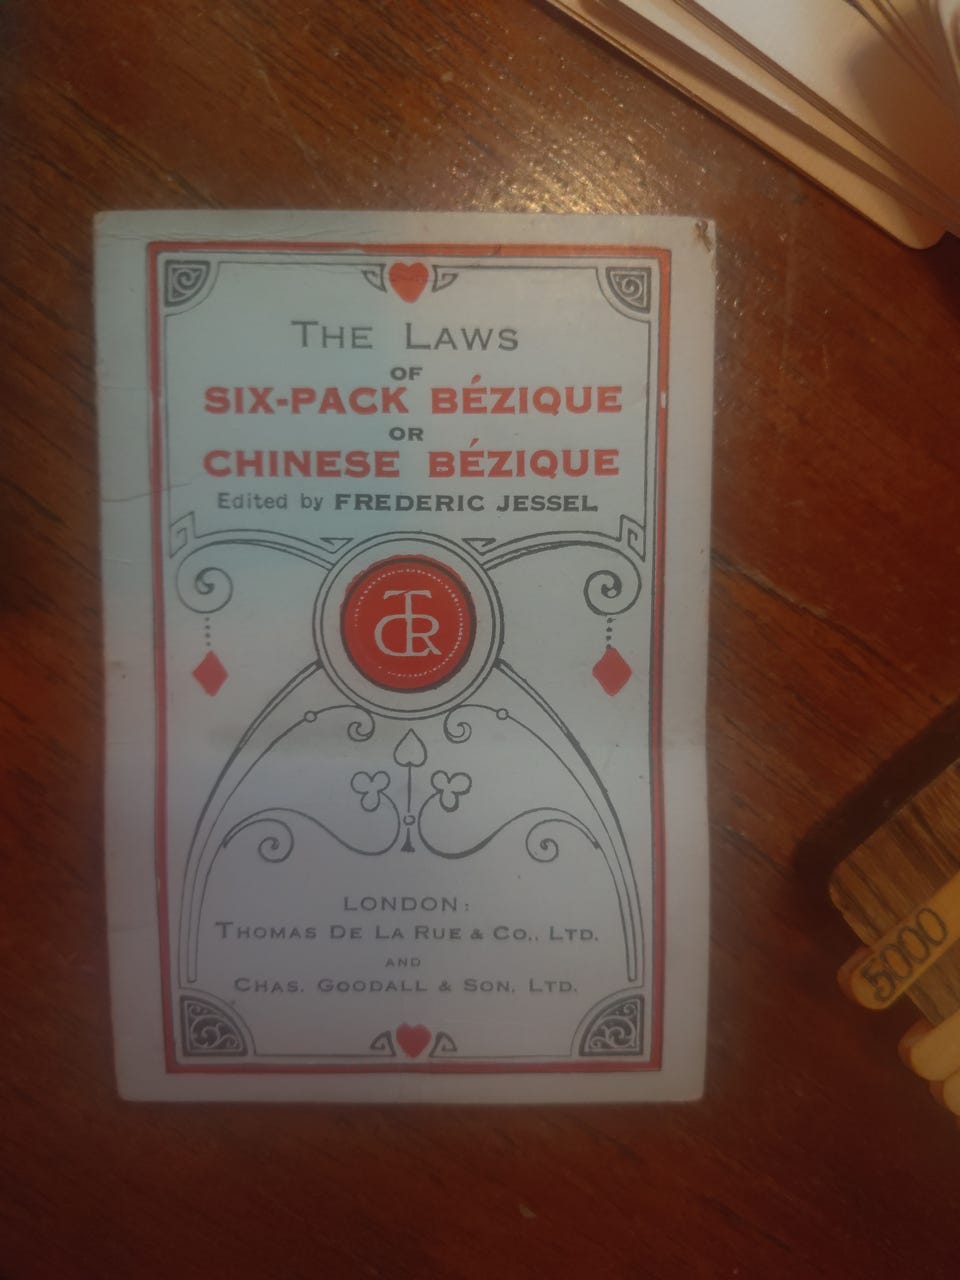 THE LAWS
OF
SIX-PACK BÉZIQUE
OR
CHINESE BÉZIQUE
Edited by FREDERIC JESSEL
TDLR
LONDON:
THOMAS DE LA RUE & CO., LTD.
AND
CHAS. GOODALL & SON, LTD.
5000